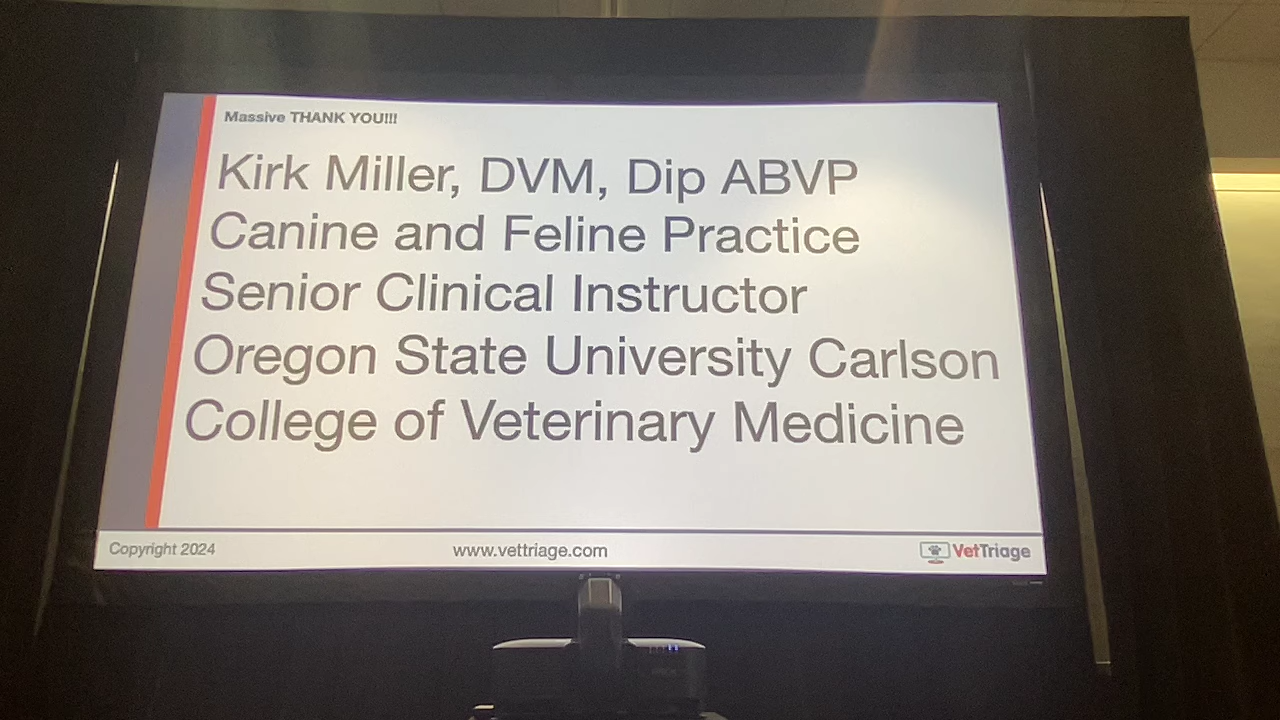 Massive THANK YOU!!!
Kirk Miller, DVM, Dip ABVP
Canine and Feline Practice
Senior Clinical Instructor
Oregon State University Carlson
College of Veterinary Medicine
Copyright 2024
www.vettriage.com
VetTriage